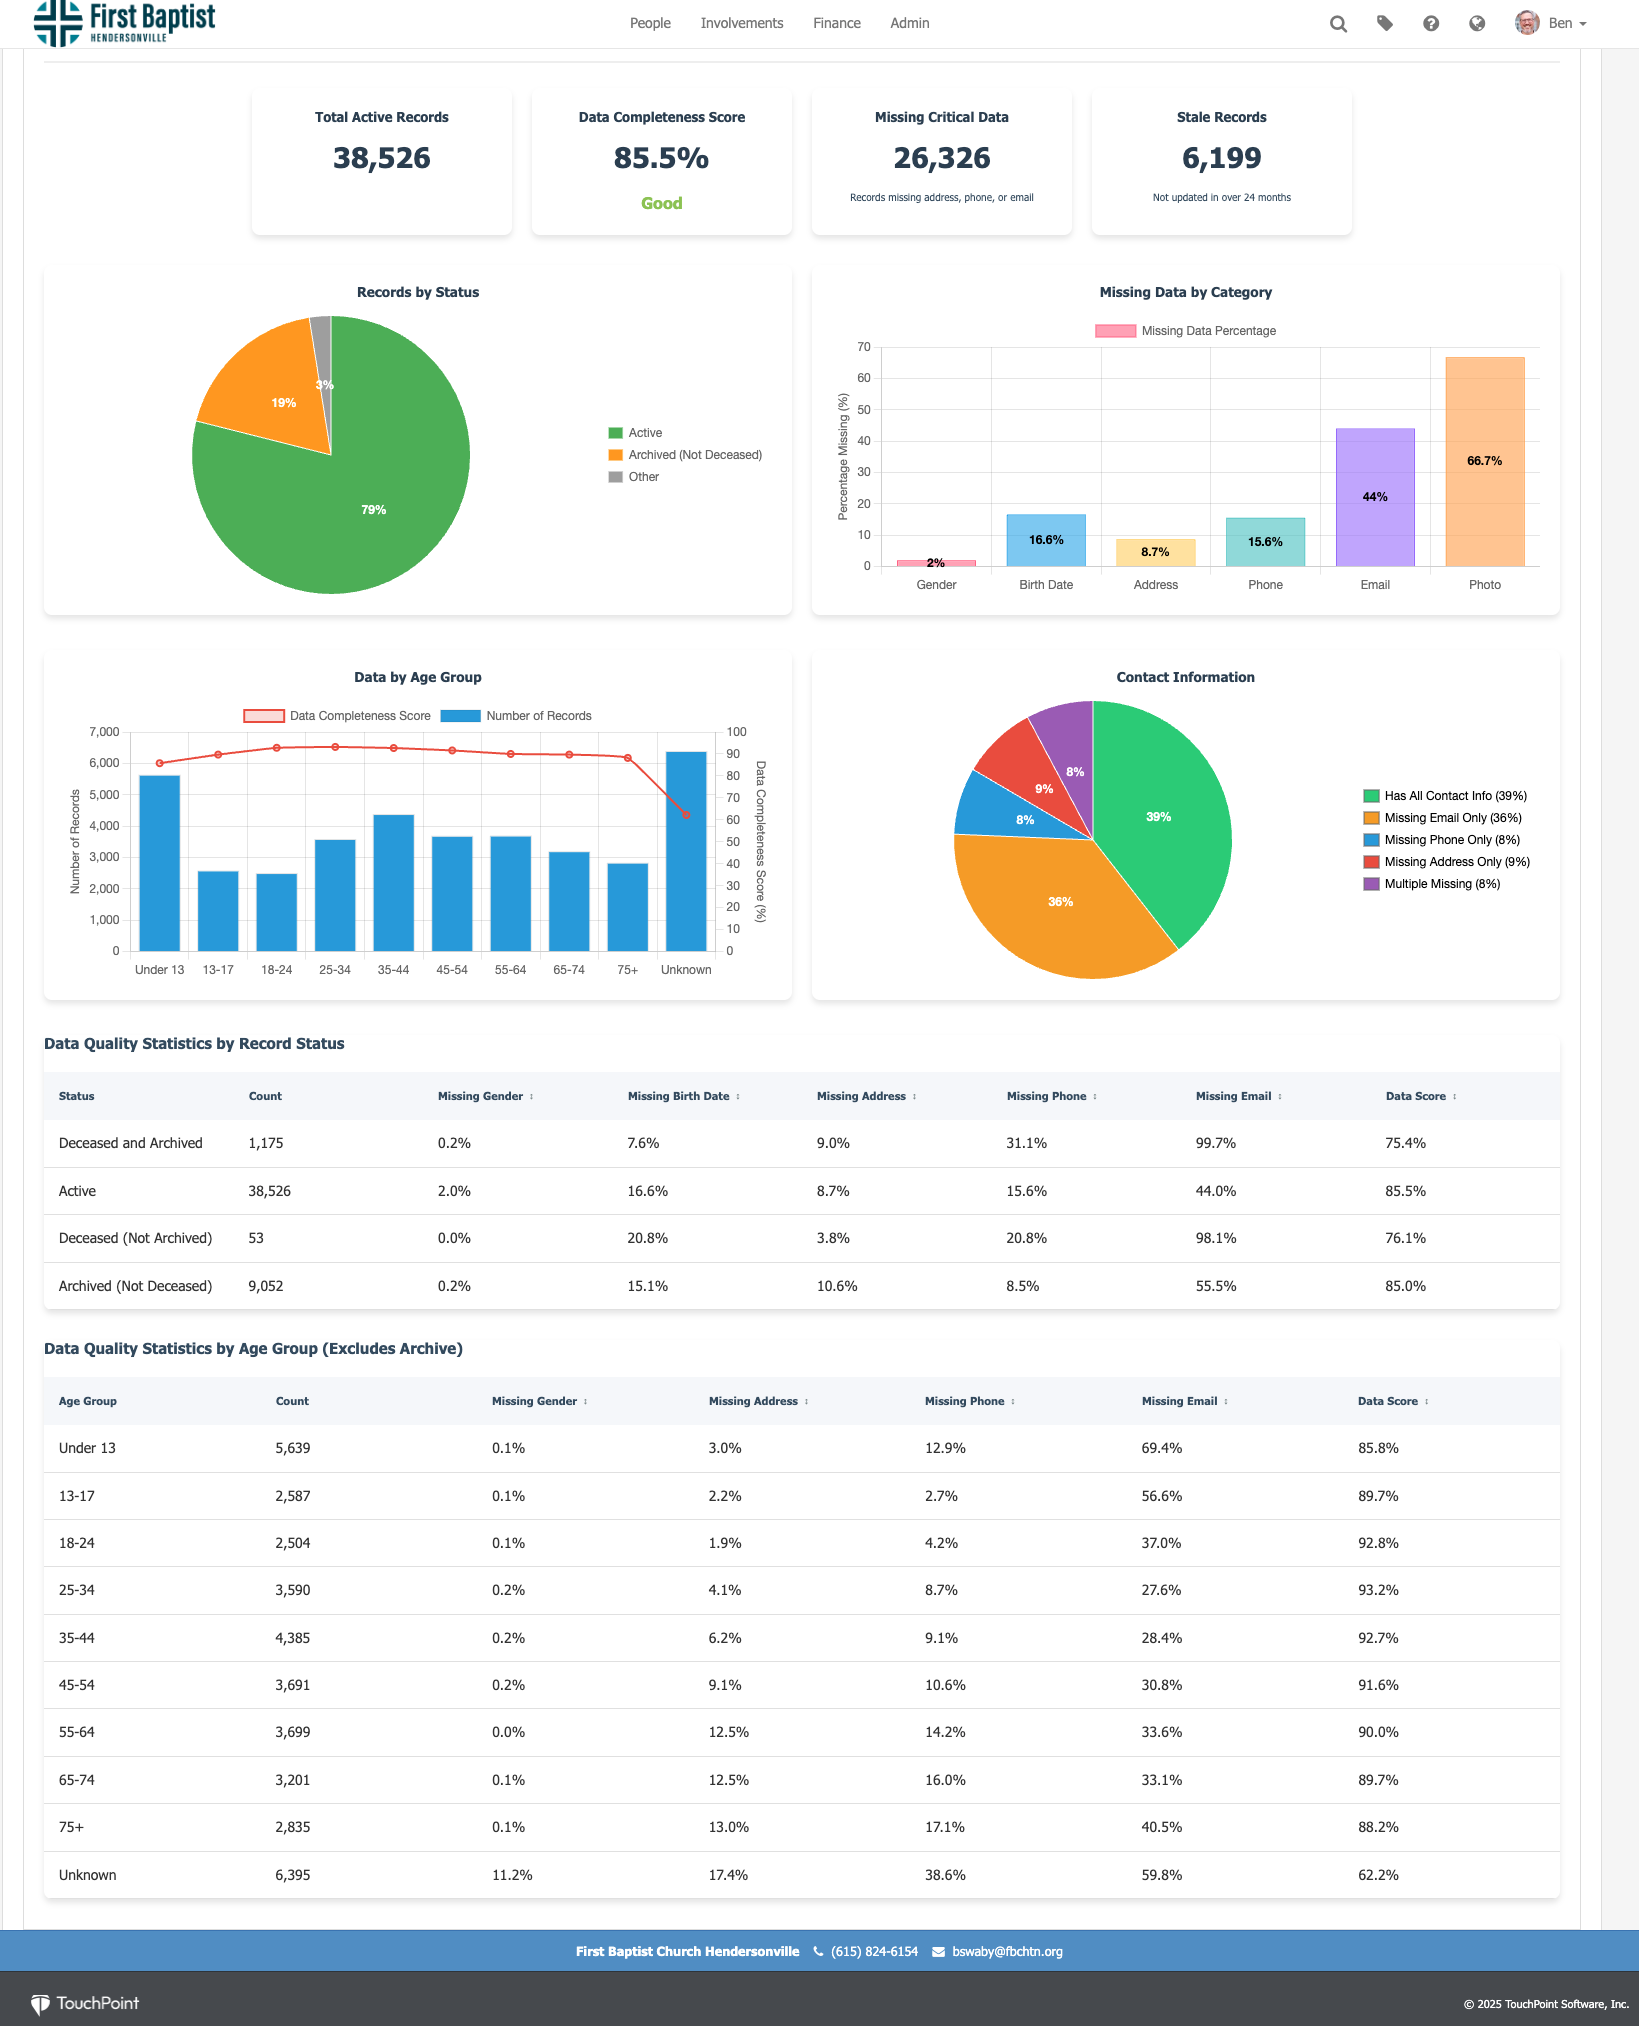 First Baptist
HENDERSONVILLE
People Involvements Finance Admin
Ben
Total Active Records
38,526
Data Completeness Score
85.5%
Good
Missing Critical Data
26,326
Records missing address, phone, or email
Stale Records
6,199
Not updated in over 24 months
Records by Status
3%
19%
79%
Active
Archived (Not Deceased)
Other
Missing Data by Category
Missing Data Percentage
Percentage Missing (%)
70
60
50
40
30
20
10
0
2%
16.6%
8.7%
15.6%
44%
66.7%
Gender Birth Date Address Phone Email Photo
Data by Age Group
Data Completeness Score Number of Records
Number of Records
7,000
6,000
5,000
4,000
3,000
2,000
1,000
0
100
90
80
70
60
50
40
30
20
10
0
Data Completeness Score (%)
Under 13 13-17 18-24 25-34 35-44 45-54 55-64 65-74 75+ Unknown
Contact Information
8%
9%
8%
39%
36%
Has All Contact Info (39%)
Missing Email Only (36%)
Missing Phone Only (8%)
Missing Address Only (9%)
Multiple Missing (8%)
Data Quality Statistics by Record Status
Status Count Missing Gender ↕ Missing Birth Date ↕ Missing Address ↕ Missing Phone ↕ Missing Email ↕ Data Score ↕
Deceased and Archived 1,175 0.2% 7.6% 9.0% 31.1% 99.7% 75.4%
Active 38,526 2.0% 16.6% 8.7% 15.6% 44.0% 85.5%
Deceased (Not Archived) 53 0.0% 20.8% 3.8% 20.8% 98.1% 76.1%
Archived (Not Deceased) 9,052 0.2% 15.1% 10.6% 8.5% 55.5% 85.0%
Data Quality Statistics by Age Group (Excludes Archive)
Age Group Count Missing Gender ↕ Missing Address ↕ Missing Phone ↕ Missing Email ↕ Data Score ↕
Under 13 5,639 0.1% 3.0% 12.9% 69.4% 85.8%
13-17 2,587 0.1% 2.2% 2.7% 56.6% 89.7%
18-24 2,504 0.1% 1.9% 4.2% 37.0% 92.8%
25-34 3,590 0.2% 4.1% 8.7% 27.6% 93.2%
35-44 4,385 0.2% 6.2% 9.1% 28.4% 92.7%
45-54 3,691 0.2% 9.1% 10.6% 30.8% 91.6%
55-64 3,699 0.0% 12.5% 14.2% 33.6% 90.0%
65-74 3,201 0.1% 12.5% 16.0% 33.1% 89.7%
75+ 2,835 0.1% 13.0% 17.1% 40.5% 88.2%
Unknown 6,395 11.2% 17.4% 38.6% 59.8% 62.2%
First Baptist Church Hendersonville (615) 824-6154 bswaby@fbchtn.org
TouchPoint
© 2025 TouchPoint Software, Inc.